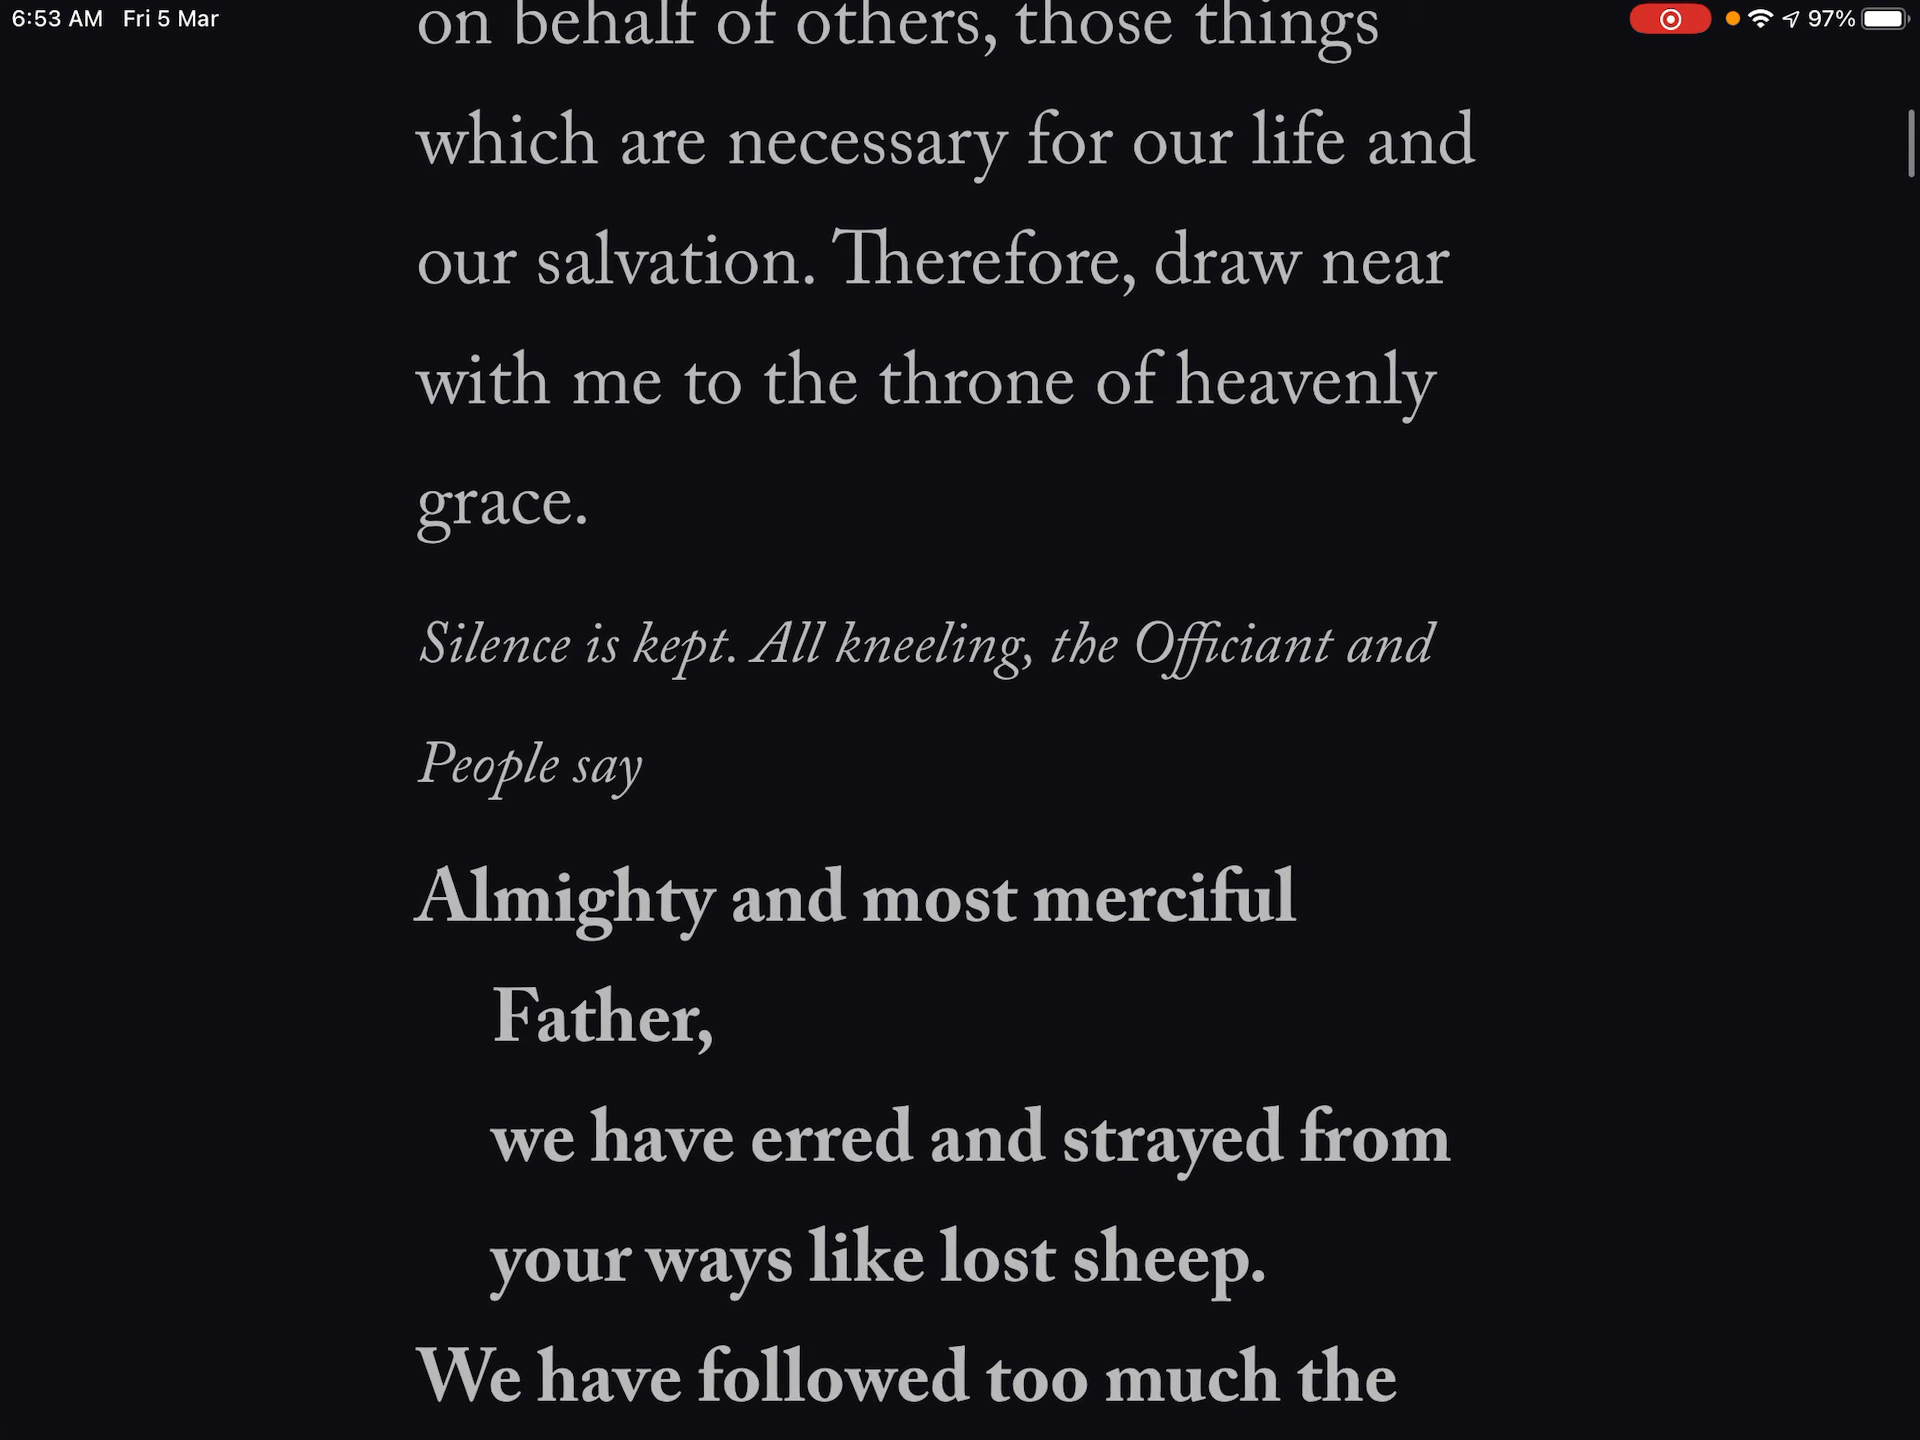 6:53 AM Fri 5 Mar 97%
on behalf of others, those things
which are necessary for our life and
our salvation. Therefore, draw near
with me to the throne of heavenly
grace.
Silence is kept. All kneeling, the Officiant and
People say
Almighty and most merciful
Father,
we have erred and strayed from
your ways like lost sheep.
We have followed too much the